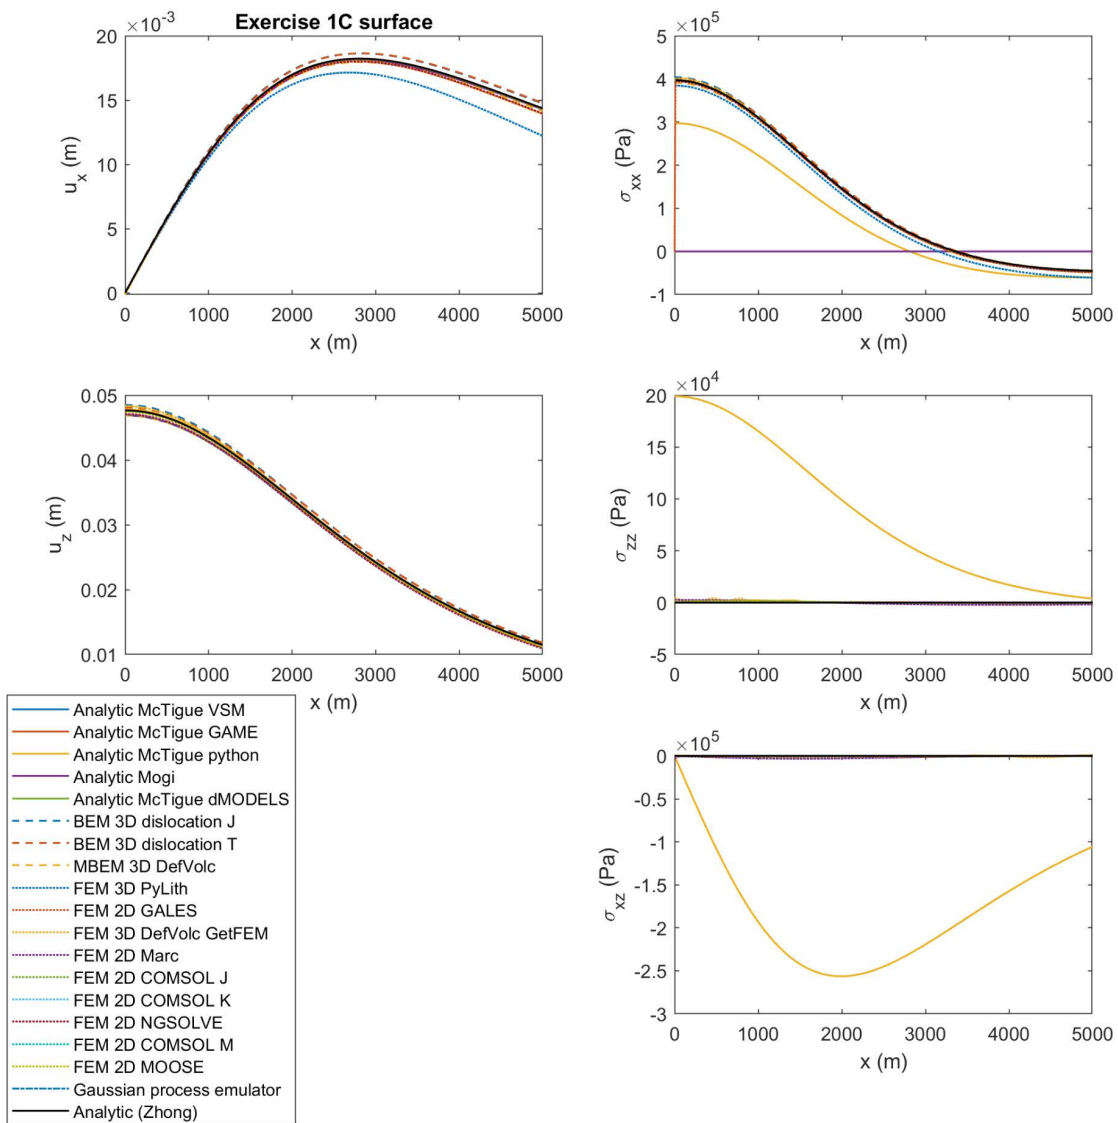 Exercise 1C surface
×10⁻³
20
15
10
5
0
u_x (m)
0 1000 2000 3000 4000 5000
x (m)
×10⁵
5
4
3
2
1
0
-1
σ_xx (Pa)
0 1000 2000 3000 4000 5000
x (m)
0.05
0.04
0.03
0.02
0.01
u_z (m)
0 1000 2000 3000 4000 5000
x (m)
×10⁴
20
15
10
5
0
-5
σ_zz (Pa)
0 1000 2000 3000 4000 5000
x (m)
Analytic McTigue VSM
Analytic McTigue GAME
Analytic McTigue python
Analytic Mogi
Analytic McTigue dMODELS
BEM 3D dislocation J
BEM 3D dislocation T
MBEM 3D DefVolc
FEM 3D PyLith
FEM 2D GALES
FEM 3D DefVolc GetFEM
FEM 2D Marc
FEM 2D COMSOL J
FEM 2D COMSOL K
FEM 2D NGSOLVE
FEM 2D COMSOL M
FEM 2D MOOSE
Gaussian process emulator
Analytic (Zhong)
×10⁵
0
-0.5
-1
-1.5
-2
-2.5
-3
σ_xz (Pa)
0 1000 2000 3000 4000 5000
x (m)